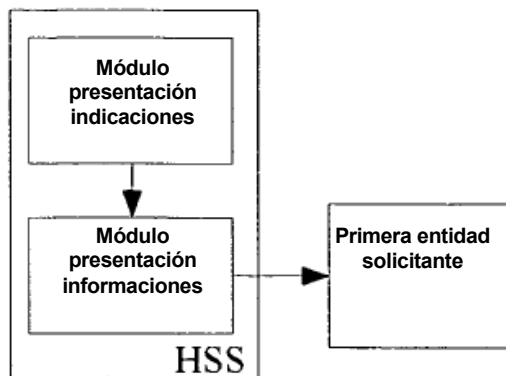 Módulo
presentación
indicaciones
Módulo
presentación
informaciones
Primera entidad
solicitante
HSS